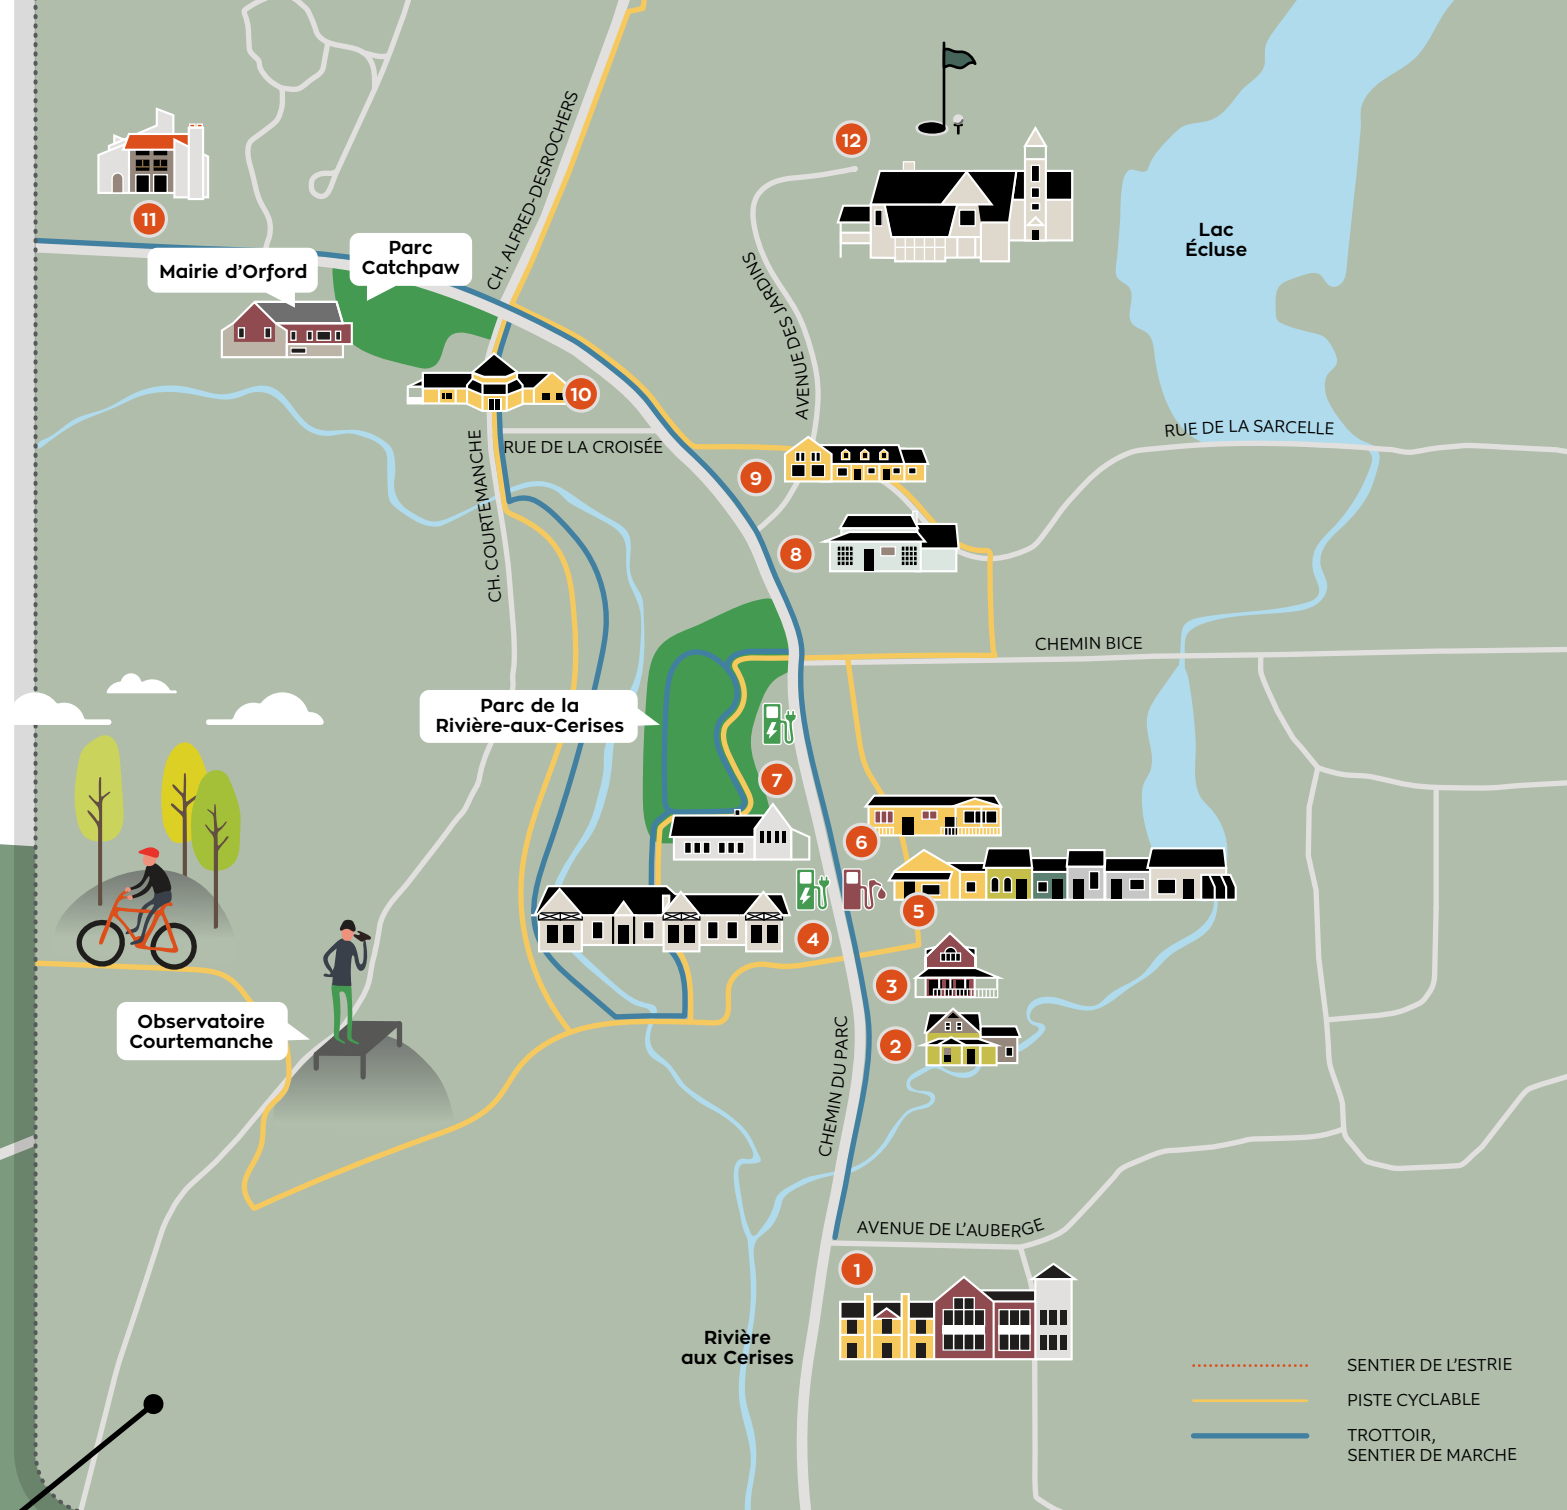 12
11
CH. ALFRED-DESROCHERS
Parc
Catchpaw
Mairie d'Orford
Lac
Écluse
AVENUE DES JARDINS
10
RUE DE LA SARCELLE
RUE DE LA CROISÉE
9
CH. COURTEMANCHE
8
CHEMIN BICE
Parc de la
Rivière-aux-Cerises
7
6
5
4
3
Observatoire
Courtemanche
2
CHEMIN DU PARC
AVENUE DE L'AUBERGE
1
Rivière
aux Cerises
SENTIER DE L'ESTRIE
PISTE CYCLABLE
TROTTOIR,
SENTIER DE MARCHE